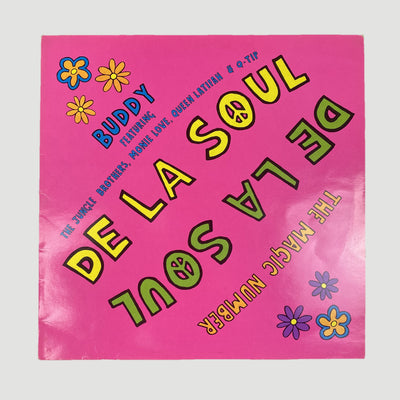 BUDDY
FEATURING
THE JUNGLE BROTHERS, MONIE LOVE, QUEEN LATIFAH & Q-TIP
DE LA SOUL
DE LA SOUL
THE MAGIC NUMBER